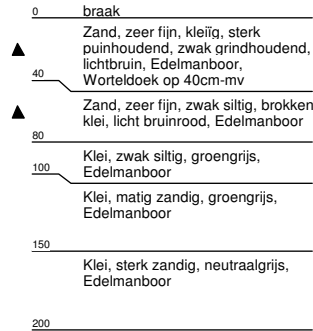 0 braak
Zand, zeer fijn, kleiïg, sterk
puinhoudend, zwak grindhoudend,
lichtbruin, Edelmanboor,
40 Worteldoek op 40cm-mv
Zand, zeer fijn, zwak siltig, brokken
klei, licht bruinrood, Edelmanboor
80
Klei, zwak siltig, groengrijs,
100 Edelmanboor
Klei, matig zandig, groengrijs,
Edelmanboor
150
Klei, sterk zandig, neutraalgrijs,
Edelmanboor
200